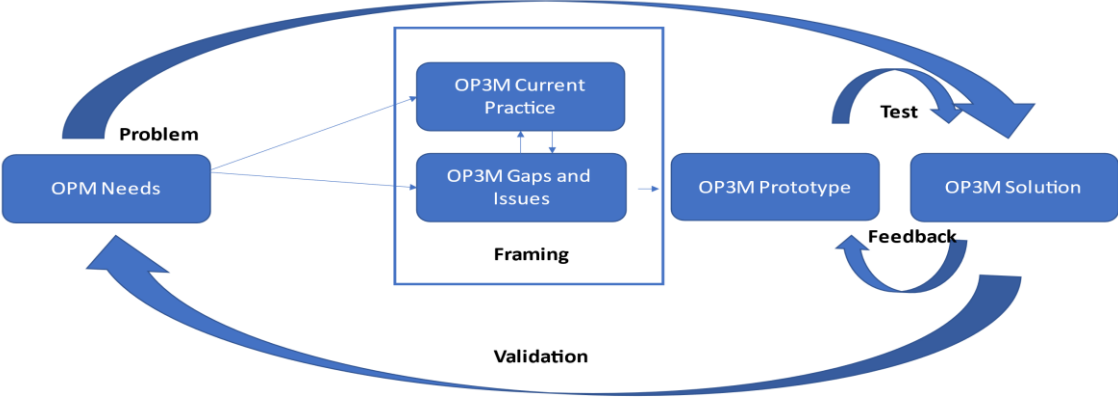 OP3M Current
Practice
Problem
Test
OPM Needs
OP3M Gaps and
Issues
OP3M Prototype
OP3M Solution
Framing
Feedback
Validation